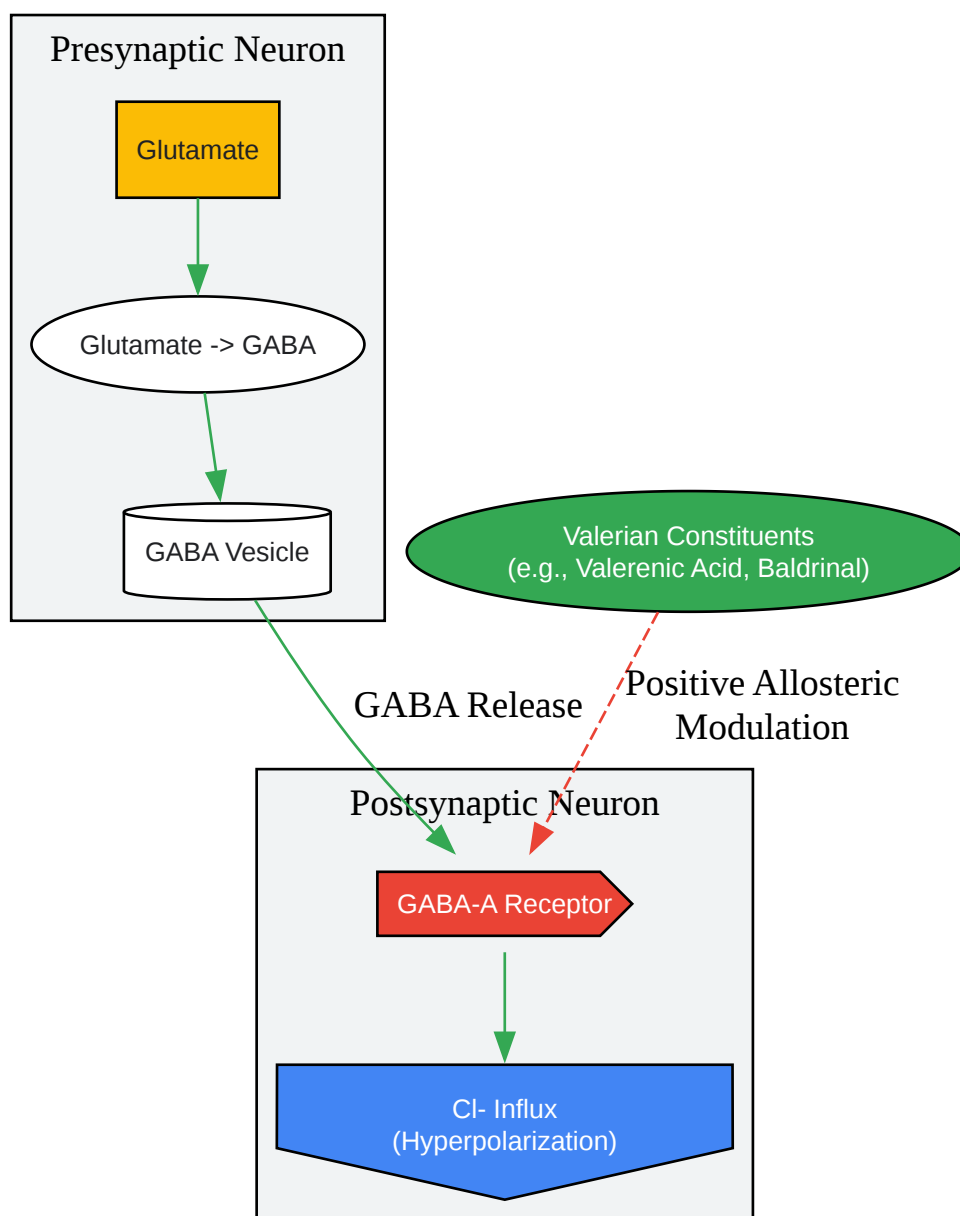 Presynaptic Neuron
Glutamate
Glutamate -> GABA
GABA Vesicle
Valerian Constituents
(e.g., Valerenic Acid, Baldrinal)
GABA Release
Positive Allosteric
Modulation
Postsynaptic Neuron
GABA-A Receptor
Cl- Influx
(Hyperpolarization)